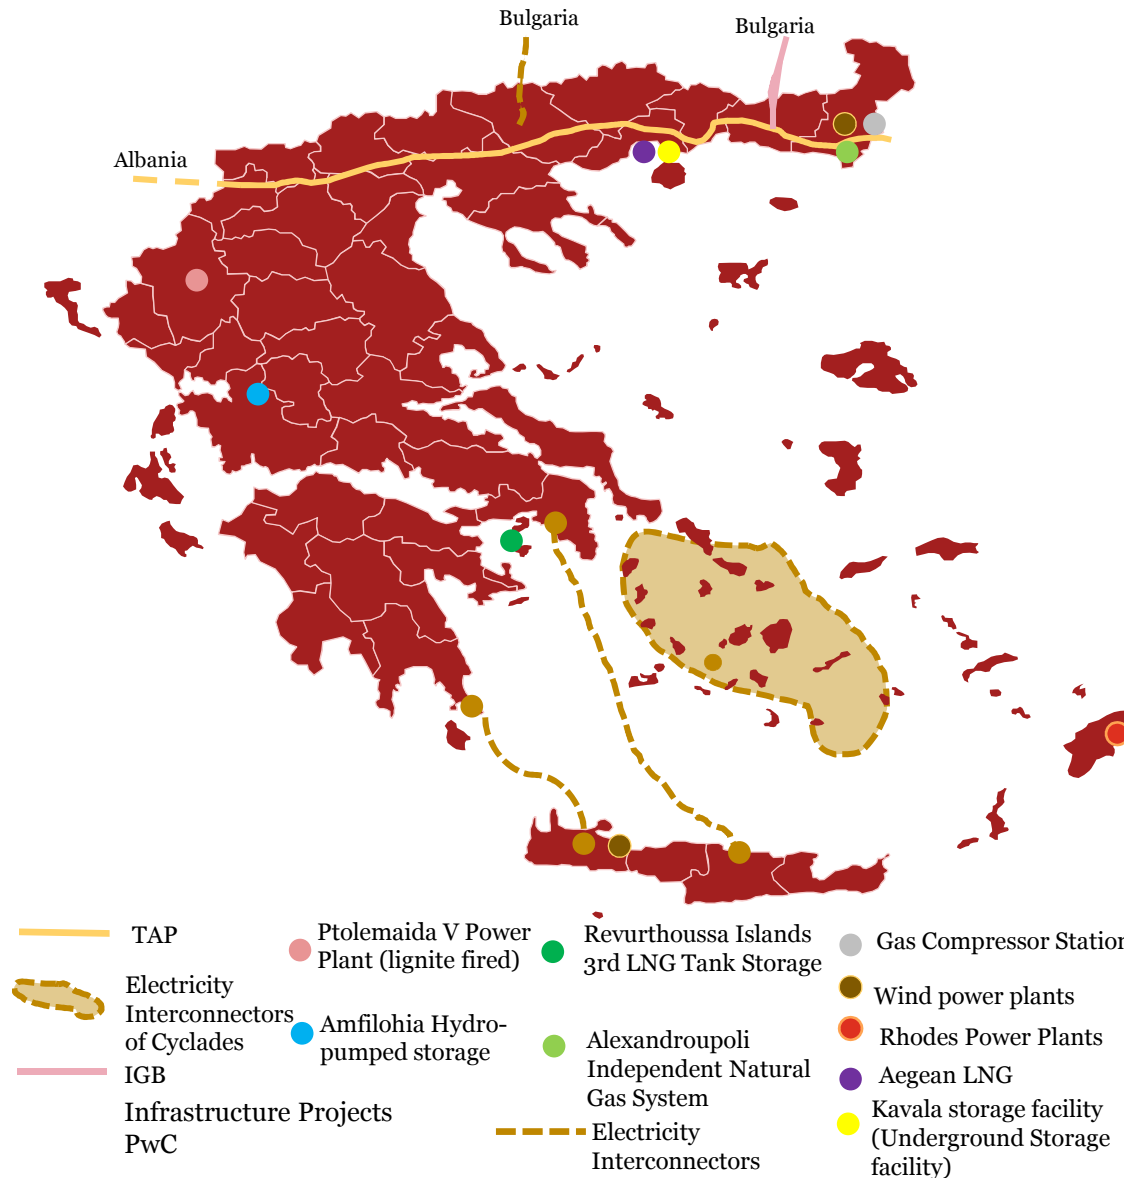 Bulgaria
Bulgaria
Albania
TAP
Electricity
Interconnectors
of Cyclades
IGB
Infrastructure Projects
PwC
Ptolemaida V Power
Plant (lignite fired)
Amfilohia Hydro-
pumped storage
Revurthoussa Islands
3rd LNG Tank Storage
Alexandroupoli
Independent Natural
Gas System
Electricity
Interconnectors
Gas Compressor Station
Wind power plants
Rhodes Power Plants
Aegean LNG
Kavala storage facility
(Underground Storage
facility)